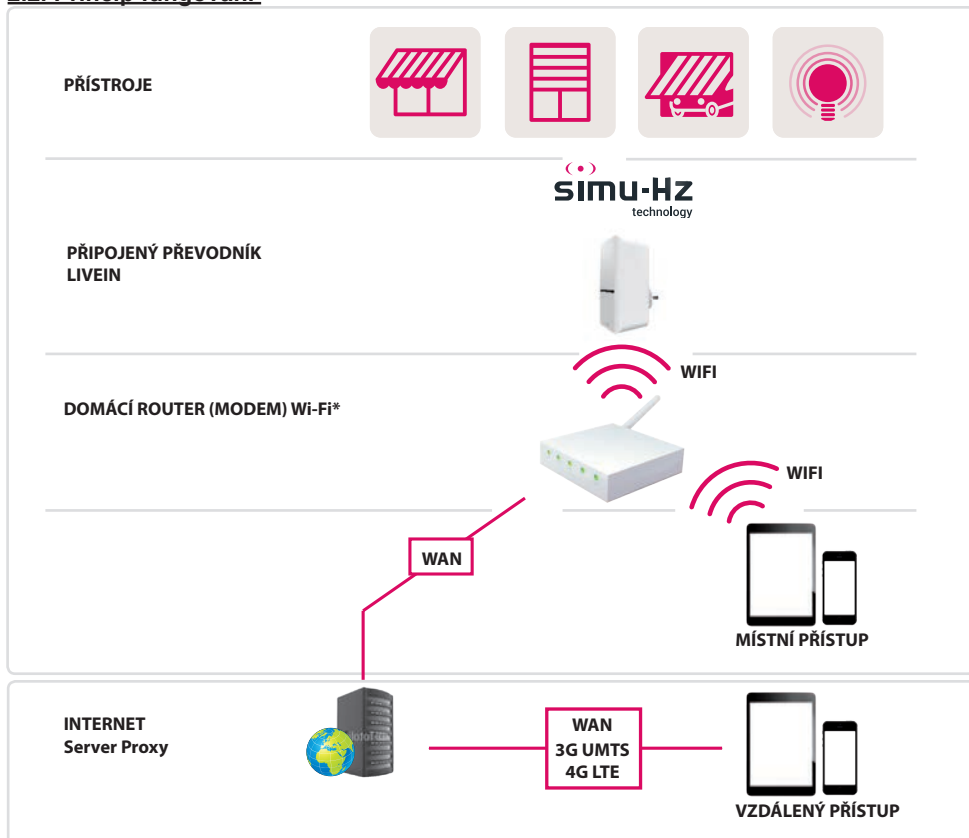 PŘÍSTROJE
simu-Hz
technology
PŘIPOJENÝ PŘEVODNÍK
LIVEIN
WIFI
DOMÁCÍ ROUTER (MODEM) Wi-Fi*
WIFI
WAN
MÍSTNÍ PŘÍSTUP
INTERNET
Server Proxy
WAN
3G UMTS
4G LTE
VZDÁLENÝ PŘÍSTUP